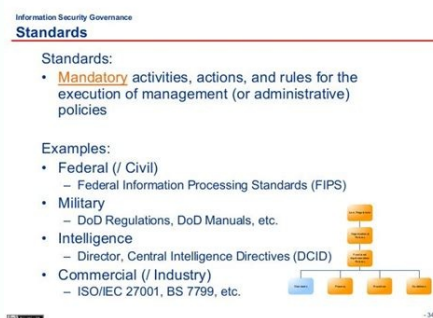 Information Security Governance
Standards
Standards:
• Mandatory activities, actions, and rules for the
execution of management (or administrative)
policies
Examples:
• Federal (/ Civil)
– Federal Information Processing Standards (FIPS)
• Military
– DoD Regulations, DoD Manuals, etc.
• Intelligence
– Director, Central Intelligence Directives (DCID)
• Commercial (/ Industry)
– ISO/IEC 27001, BS 7799, etc.